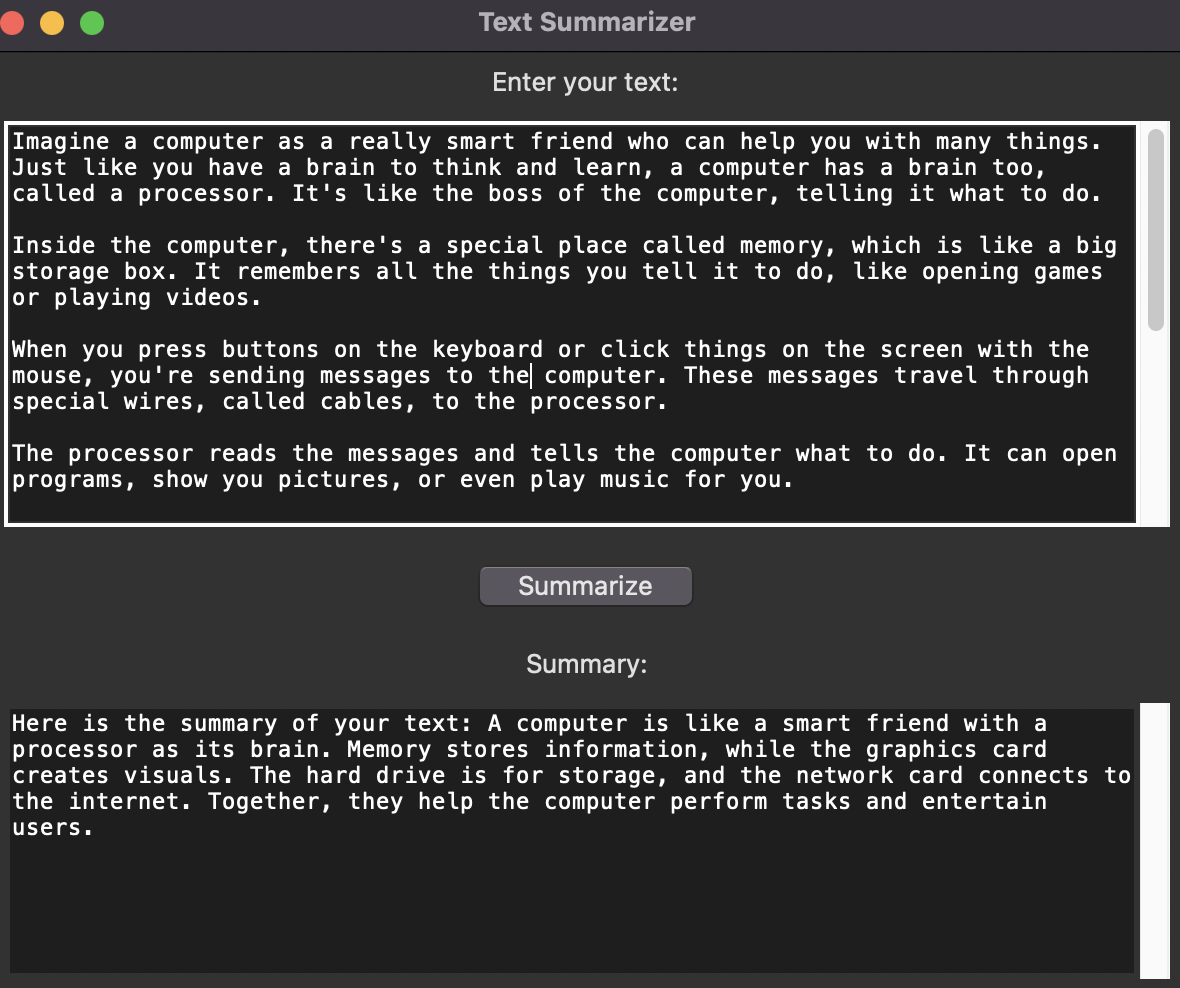 Text Summarizer
Enter your text:
Imagine a computer as a really smart friend who can help you with many things.
Just like you have a brain to think and learn, a computer has a brain too,
called a processor. It's like the boss of the computer, telling it what to do.
Inside the computer, there's a special place called memory, which is like a big
storage box. It remembers all the things you tell it to do, like opening games
or playing videos.
When you press buttons on the keyboard or click things on the screen with the
mouse, you're sending messages to the computer. These messages travel through
special wires, called cables, to the processor.
The processor reads the messages and tells the computer what to do. It can open
programs, show you pictures, or even play music for you.
Summarize
Summary:
Here is the summary of your text: A computer is like a smart friend with a
processor as its brain. Memory stores information, while the graphics card
creates visuals. The hard drive is for storage, and the network card connects to
the internet. Together, they help the computer perform tasks and entertain
users.